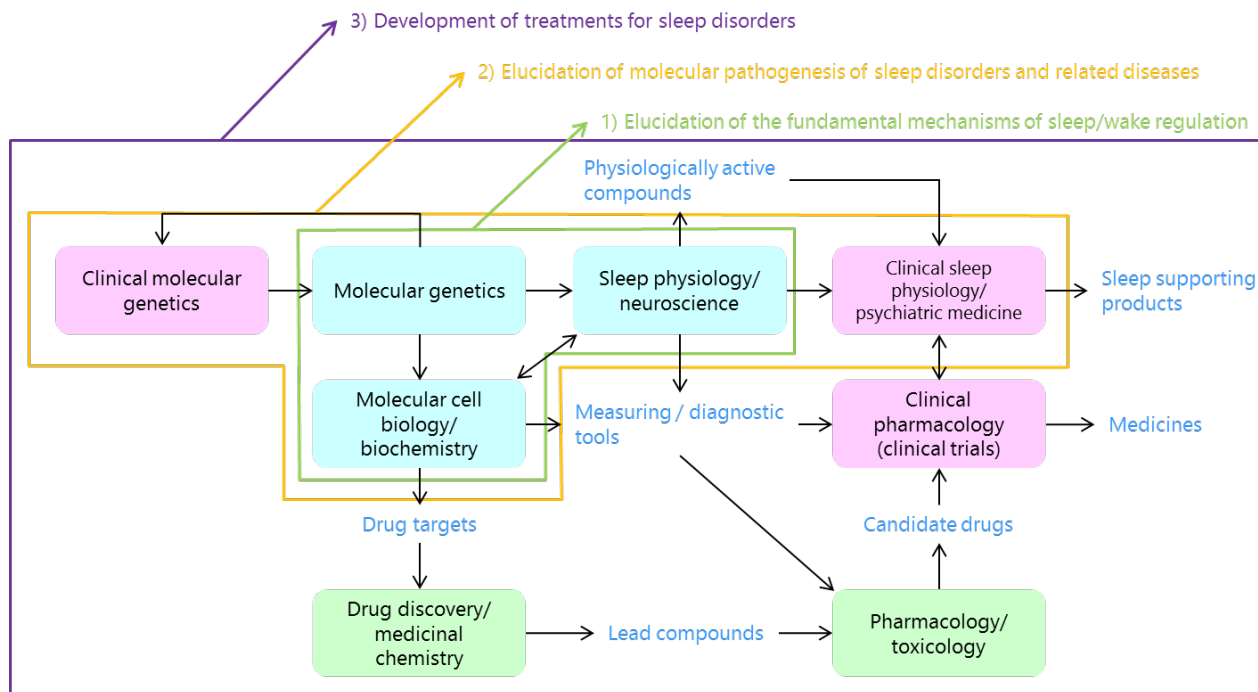 3) Development of treatments for sleep disorders
2) Elucidation of molecular pathogenesis of sleep disorders and related diseases
1) Elucidation of the fundamental mechanisms of sleep/wake regulation
Physiologically active
compounds
Clinical molecular
genetics
Molecular genetics
Sleep physiology/
neuroscience
Clinical sleep
physiology/
psychiatric medicine
Sleep supporting
products
Molecular cell
biology/
biochemistry
Measuring / diagnostic
tools
Clinical
pharmacology
(clinical trials)
Medicines
Drug targets
Candidate drugs
Drug discovery/
medicinal
chemistry
Lead compounds
Pharmacology/
toxicology